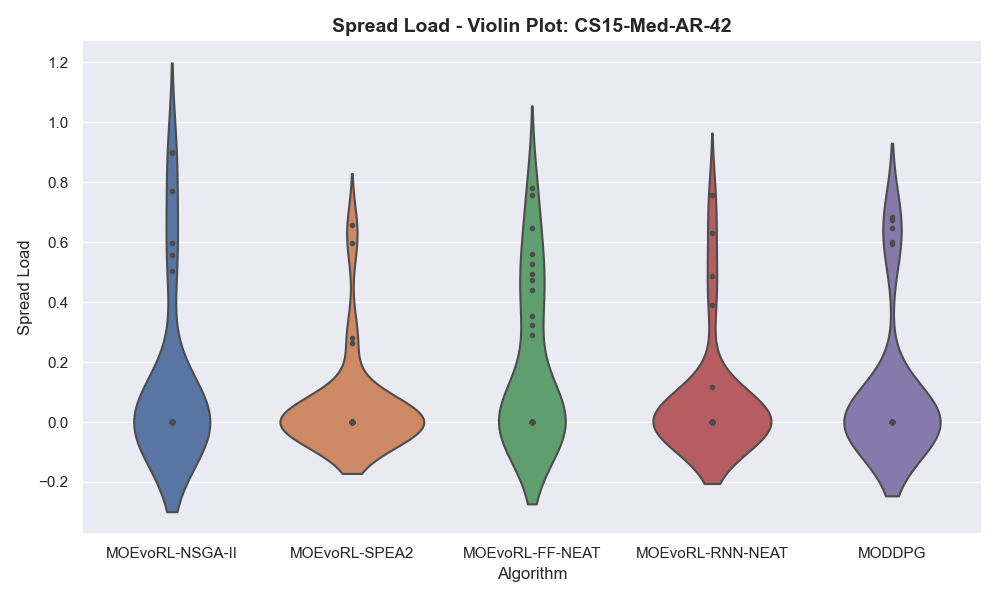 Spread Load - Violin Plot: CS15-Med-AR-42
Spread Load
1.2
1.0
0.8
0.6
0.4
0.2
0.0
−0.2
MOEvoRL-NSGA-II
MOEvoRL-SPEA2
MOEvoRL-FF-NEAT
MOEvoRL-RNN-NEAT
MODDPG
Algorithm